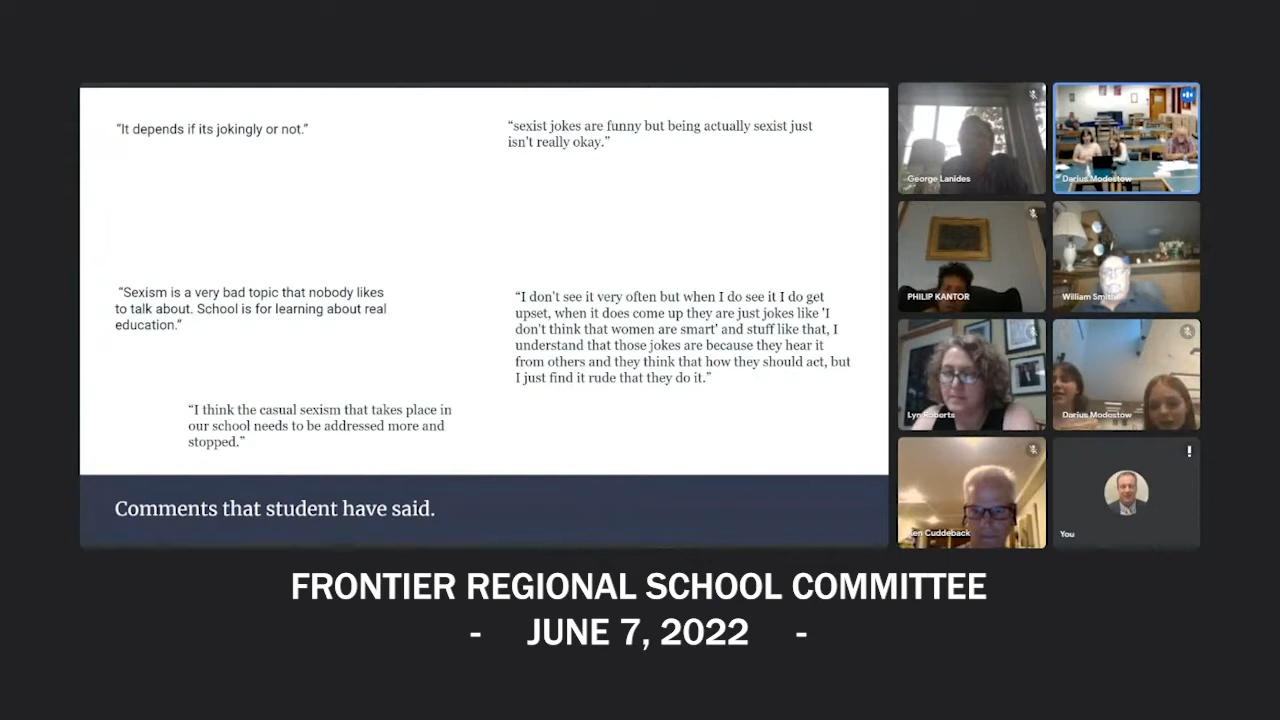 “It depends if its jokingly or not.”
“sexist jokes are funny but being actually sexist just
isn't really okay.”
“Sexism is a very bad topic that nobody likes
to talk about. School is for learning about real
education.”
“I don't see it very often but when I do see it I do get
upset, when it does come up they are just jokes like 'I
don't think that women are smart' and stuff like that, I
understand that those jokes are because they hear it
from others and they think that how they should act, but
I just find it rude that they do it.”
“I think the casual sexism that takes place in
our school needs to be addressed more and
stopped.”
Comments that student have said.
George Lanides
Darius Modestow
PHILIP KANTOR
William Smith
Lyn Roberts
Darius Modestow
Ken Cuddeback
You
FRONTIER REGIONAL SCHOOL COMMITTEE
- JUNE 7, 2022 -